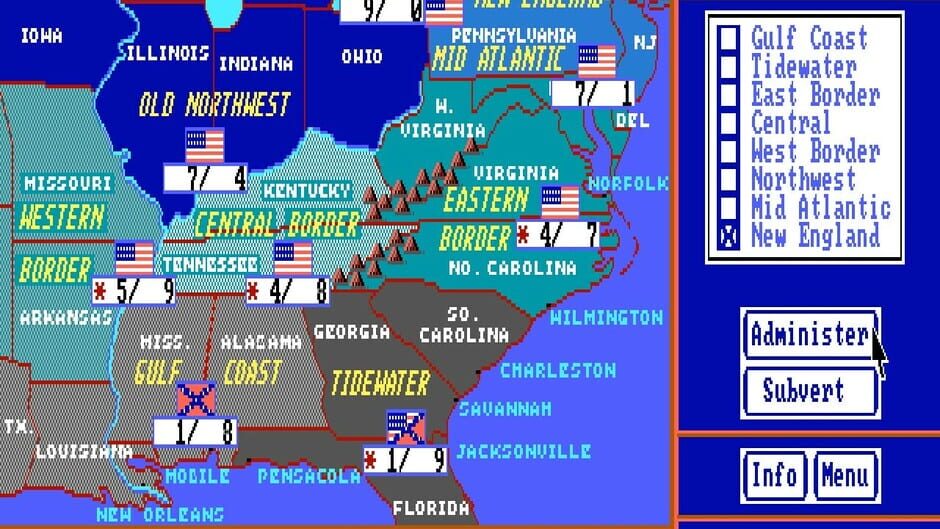 9/ 0
NEW ENGLAND
IOWA
ILLINOIS
INDIANA
OHIO
PENNSYLVANIA
NJ
MID ATLANTIC
OLD NORTHWEST
7/ 1
W.
VIRGINIA
DEL
7/ 4
MISSOURI
KENTUCKY
VIRGINIA
NORFOLK
WESTERN
CENTRAL BORDER
EASTERN
BORDER
* 4/ 7
BORDER
TENNESSEE
NO. CAROLINA
* 5/ 9
* 4/ 8
ARKANSAS
MISS.
ALABAMA
GEORGIA
SO.
CAROLINA
WILMINGTON
GULF COAST
TIDEWATER
CHARLESTON
SAVANNAH
TX.
1/ 8
LOUISIANA
* 1/ 9
JACKSONVILLE
MOBILE
PENSACOLA
NEW ORLEANS
FLORIDA
Gulf Coast
Tidewater
East Border
Central
West Border
Northwest
Mid Atlantic
New England
Administer
Subvert
Info
Menu